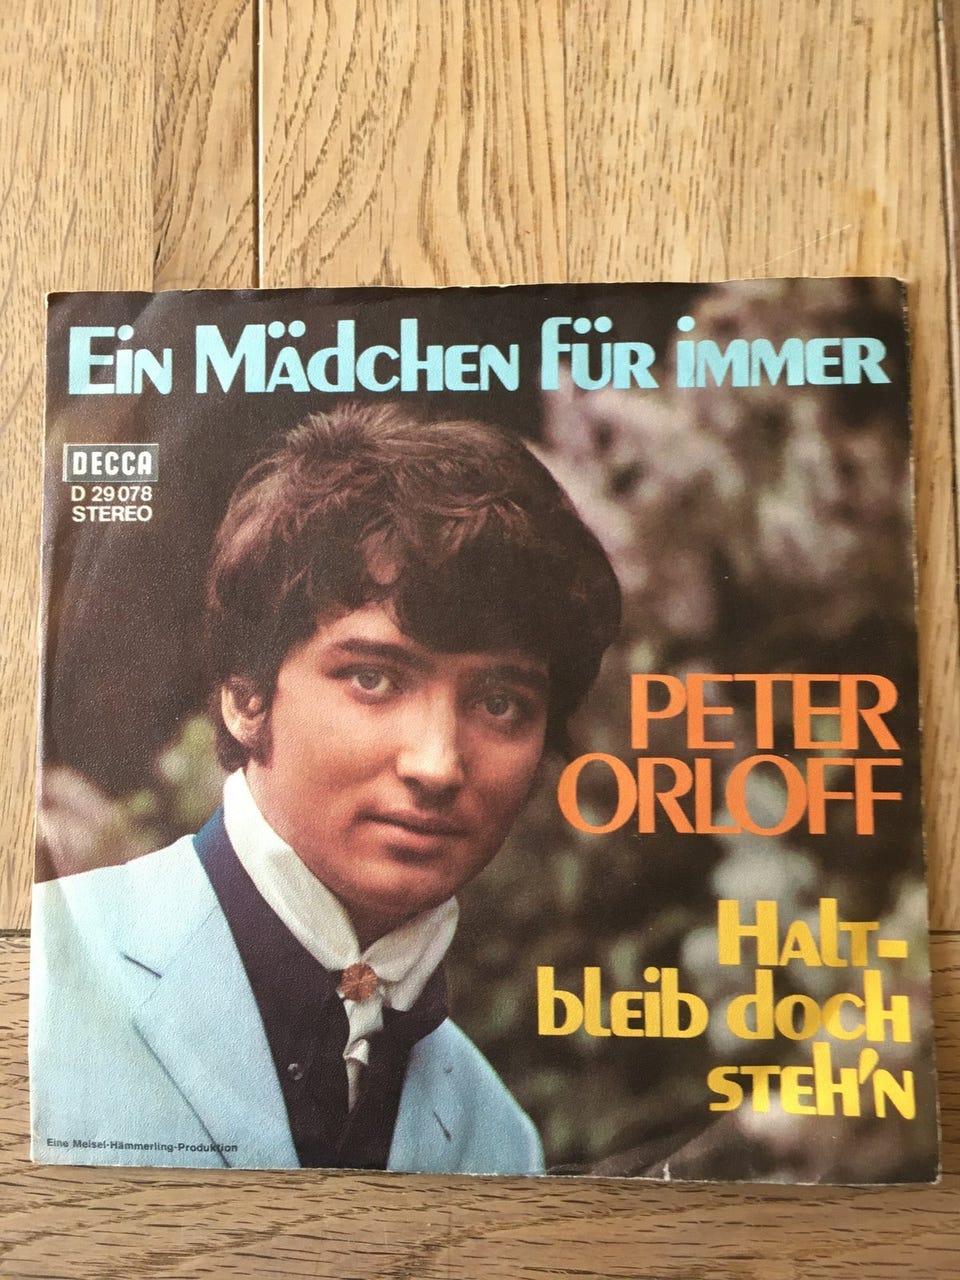 Ein Mädchen für immer
DECCA
D 29 078
STEREO
PETER
ORLOFF
Halt-
bleib doch
steh'n
Eine Meisel-Hämmerling-Produktion